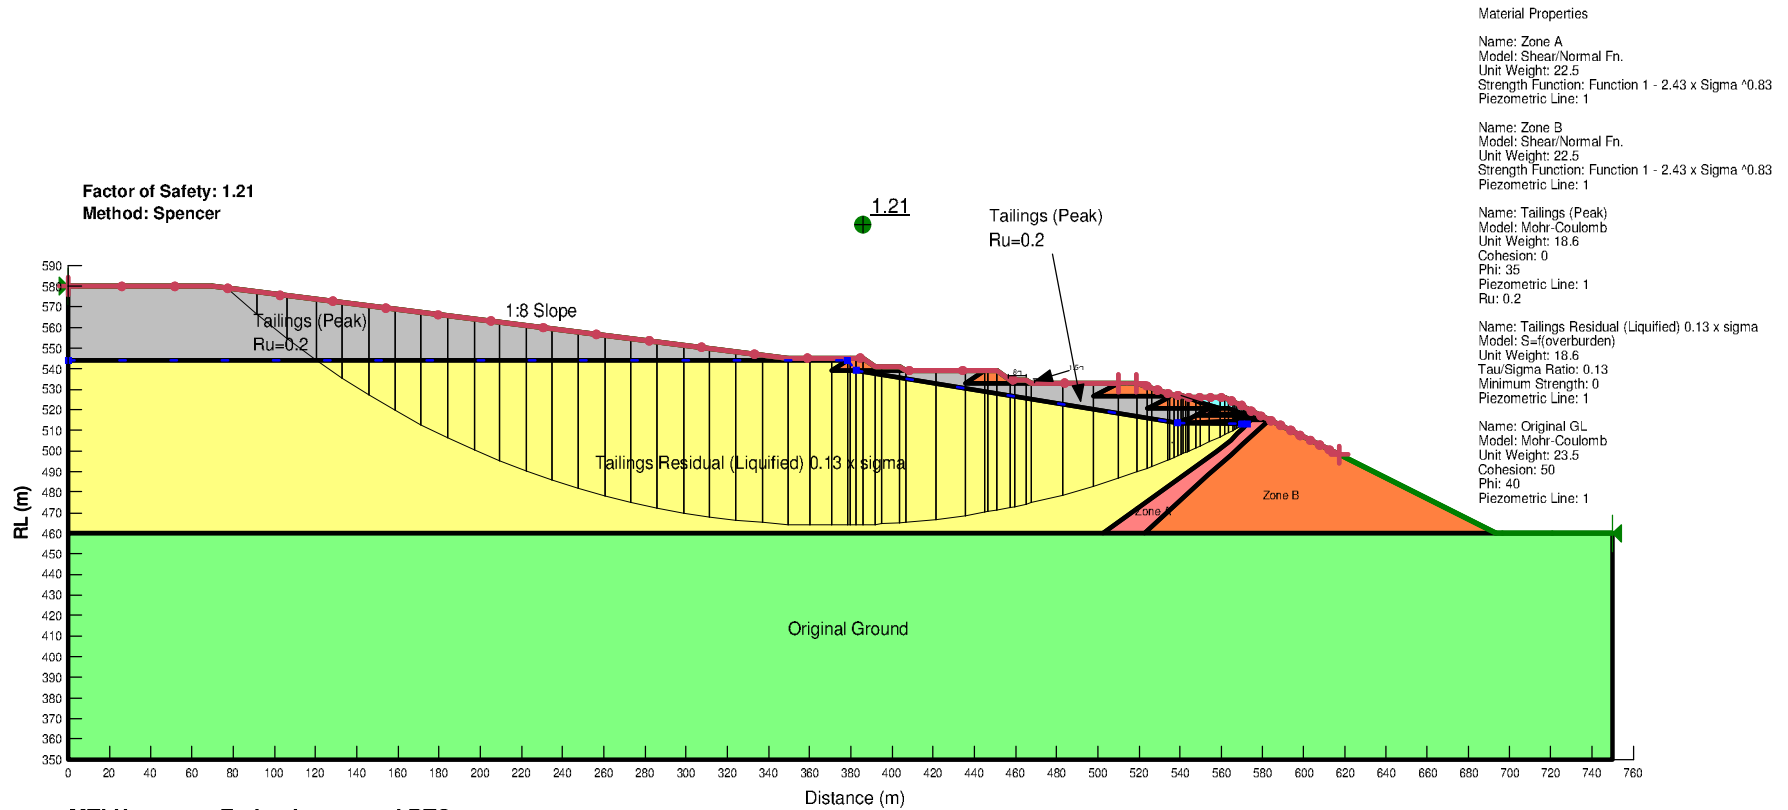 Material Properties
Name: Zone A
Model: Shear/Normal Fn.
Unit Weight: 22.5
Strength Function: Function 1 - 2.43 x Sigma ^0.83
Piezometric Line: 1
Name: Zone B
Model: Shear/Normal Fn.
Unit Weight: 22.5
Strength Function: Function 1 - 2.43 x Sigma ^0.83
Piezometric Line: 1
Name: Tailings (Peak)
Model: Mohr-Coulomb
Unit Weight: 18.6
Cohesion: 0
Phi: 35
Piezometric Line: 1
Ru: 0.2
Name: Tailings Residual (Liquified) 0.13 x sigma
Model: S=f(overburden)
Unit Weight: 18.6
Tau/Sigma Ratio: 0.13
Minimum Strength: 0
Piezometric Line: 1
Name: Original GL
Model: Mohr-Coulomb
Unit Weight: 23.5
Cohesion: 50
Phi: 40
Piezometric Line: 1
Factor of Safety: 1.21
Method: Spencer
1.21
Tailings (Peak)
Ru=0.2
1:8 Slope
Tailings (Peak)
Ru=0.2
Tailings Residual (Liquified) 0.13 x sigma
Zone A
Zone B
Original Ground
RL (m)
590
580
570
560
550
540
530
520
510
500
490
480
470
460
450
440
430
420
410
400
390
380
370
360
350
0 20 40 60 80 100 120 140 160 180 200 220 240 260 280 300 320 340 360 380 400 420 440 460 480 500 520 540 560 580 600 620 640 660 680 700 720 740 760
Distance (m)